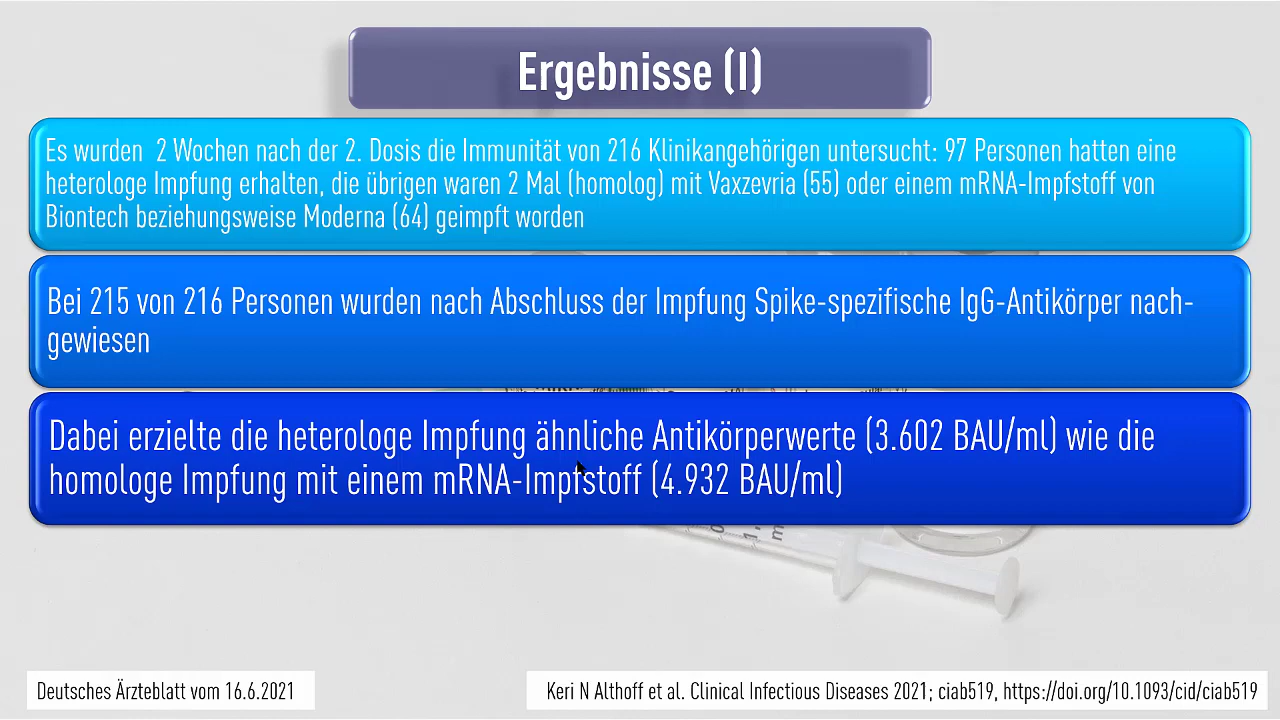 Ergebnisse (I)
Es wurden 2 Wochen nach der 2. Dosis die Immunität von 216 Klinikangehörigen untersucht: 97 Personen hatten eine
heterologe Impfung erhalten, die übrigen waren 2 Mal (homolog) mit Vaxzevria (55) oder einem mRNA-Impfstoff von
Biontech beziehungsweise Moderna (64) geimpft worden
Bei 215 von 216 Personen wurden nach Abschluss der Impfung Spike-spezifische IgG-Antikörper nach-
gewiesen
Dabei erzielte die heterologe Impfung ähnliche Antikörperwerte (3.602 BAU/ml) wie die
homologe Impfung mit einem mRNA-Impfstoff (4.932 BAU/ml)
Deutsches Ärzteblatt vom 16.6.2021
Keri N Althoff et al. Clinical Infectious Diseases 2021; ciab519, https://doi.org/10.1093/cid/ciab519